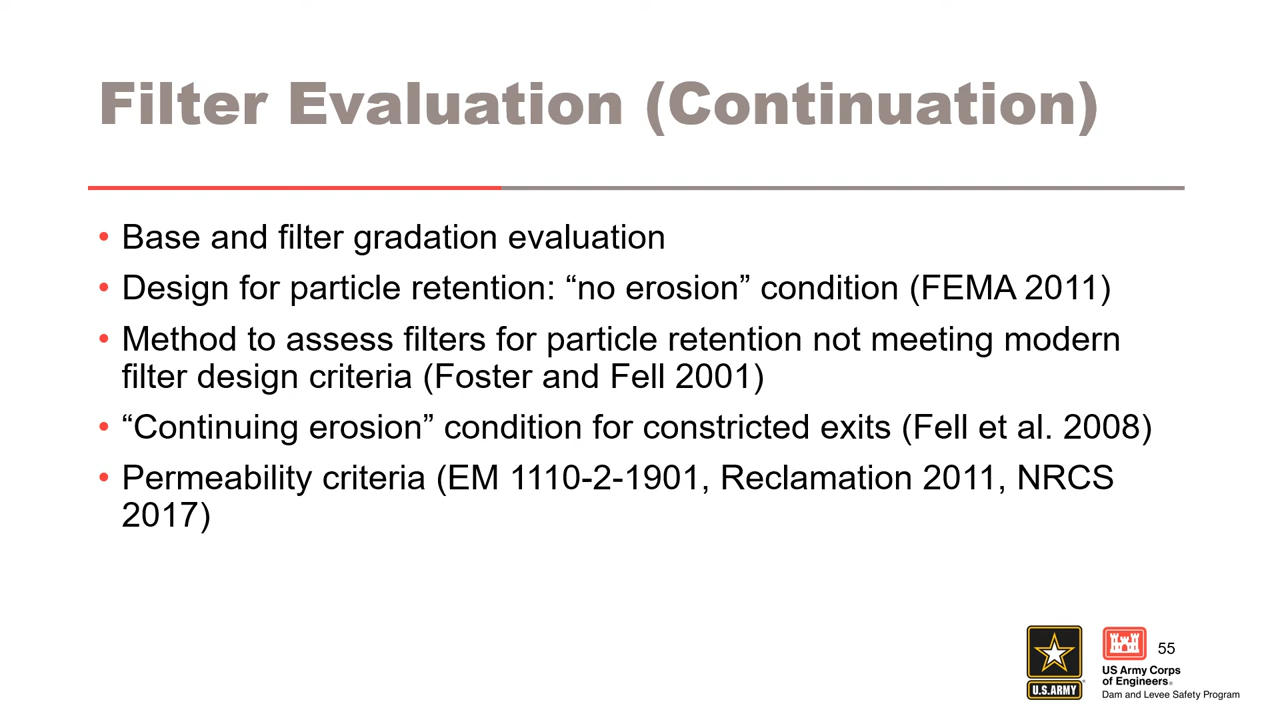 Filter Evaluation (Continuation)
• Base and filter gradation evaluation
• Design for particle retention: “no erosion” condition (FEMA 2011)
• Method to assess filters for particle retention not meeting modern
filter design criteria (Foster and Fell 2001)
• “Continuing erosion” condition for constricted exits (Fell et al. 2008)
• Permeability criteria (EM 1110-2-1901, Reclamation 2011, NRCS
2017)
U.S.ARMY
55
US Army Corps
of Engineers®
Dam and Levee Safety Program